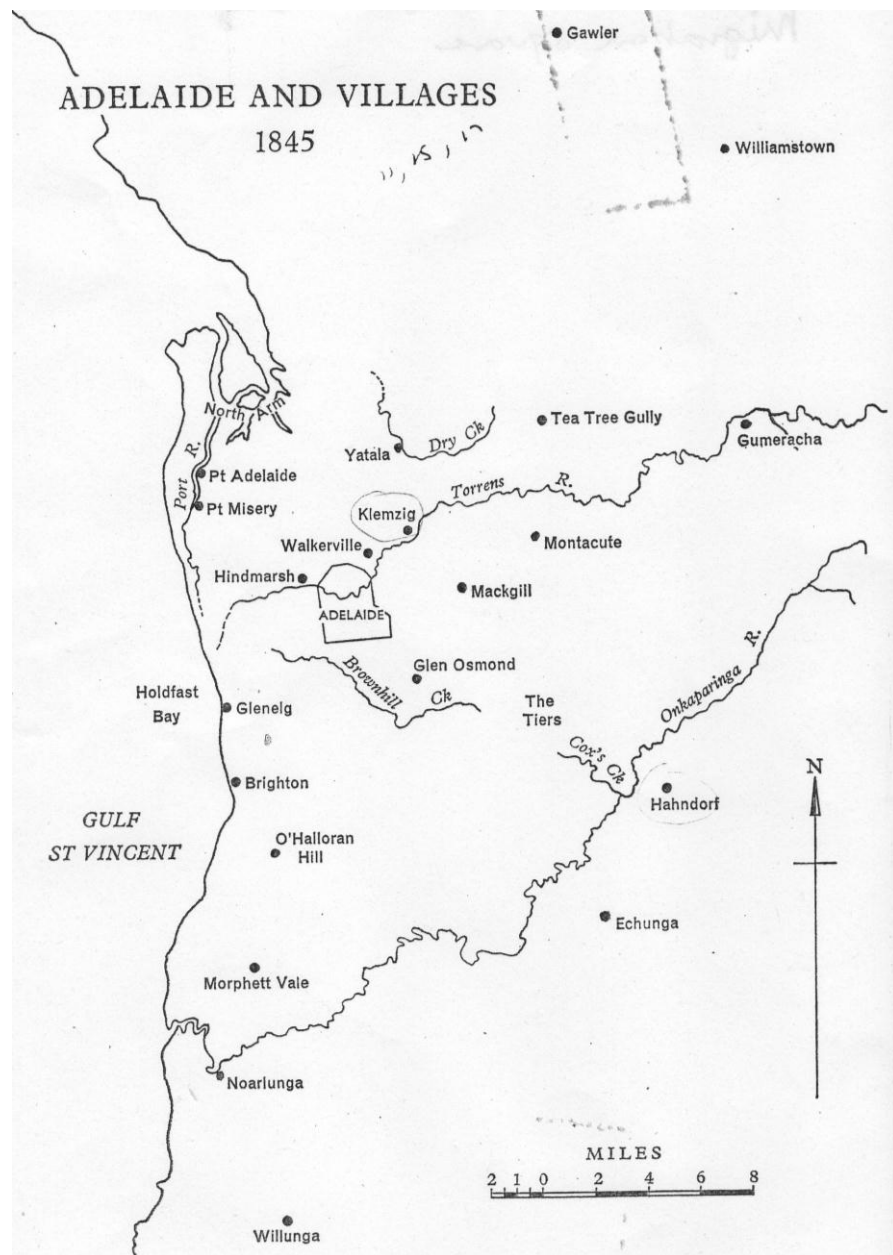 Gawler
ADELAIDE AND VILLAGES
1845
11, 15, 17
Williamstown
North Arm
Port R.
Pt Adelaide
Pt Misery
Yatala
Dry Ck
Tea Tree Gully
Gumeracha
Torrens R.
Klemzig
Walkerville
Montacute
Hindmarsh
Mackgill
ADELAIDE
Glen Osmond
Brownhill Ck
Onkaparinga R.
Holdfast
Bay
Glenelg
The
Tiers
Cox's Ck
Brighton
Hahndorf
N
GULF
ST VINCENT
O'Halloran
Hill
Echunga
Morphett Vale
Noarlunga
MILES
2 1 0 2 4 6 8
Willunga